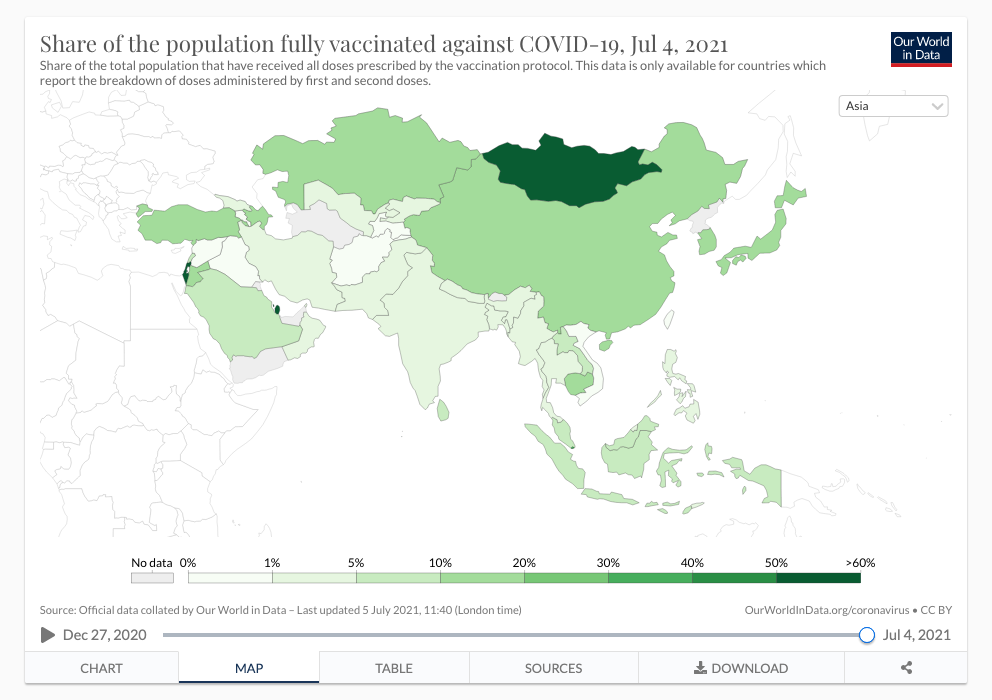 Share of the population fully vaccinated against COVID-19, Jul 4, 2021
Share of the total population that have received all doses prescribed by the vaccination protocol. This data is only available for countries which
report the breakdown of doses administered by first and second doses.
Our World
in Data
Asia
No data 0% 1% 5% 10% 20% 30% 40% 50% >60%
Source: Official data collated by Our World in Data – Last updated 5 July 2021, 11:40 (London time)
OurWorldInData.org/coronavirus • CC BY
Dec 27, 2020
Jul 4, 2021
CHART
MAP
TABLE
SOURCES
DOWNLOAD